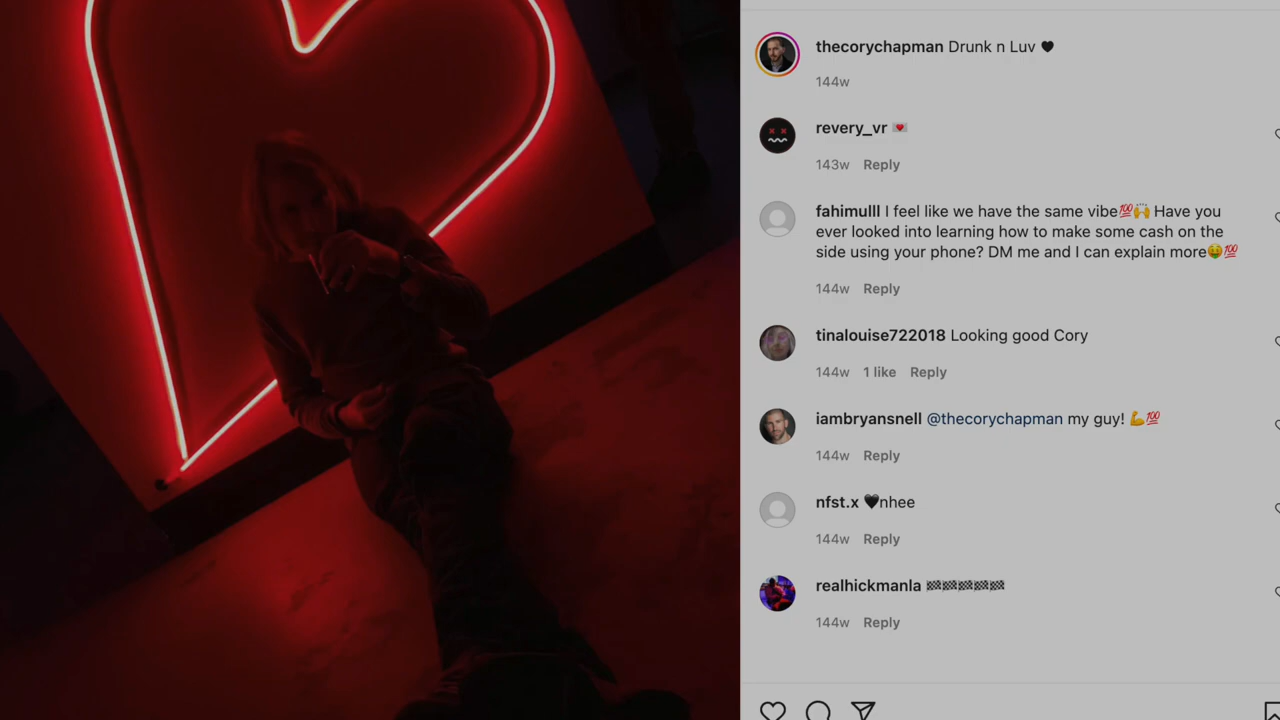 thecorychapman Drunk n Luv 🖤
144w
revery_vr 💌
143w Reply
fahimulll I feel like we have the same vibe💯🙌 Have you
ever looked into learning how to make some cash on the
side using your phone? DM me and I can explain more🤑💯
144w Reply
tinalouise722018 Looking good Cory
144w 1 like Reply
iambryansnell @thecorychapman my guy! 💪💯
144w Reply
nfst.x 🖤nhee
144w Reply
realhickmanla 🏁🏁🏁🏁🏁
144w Reply